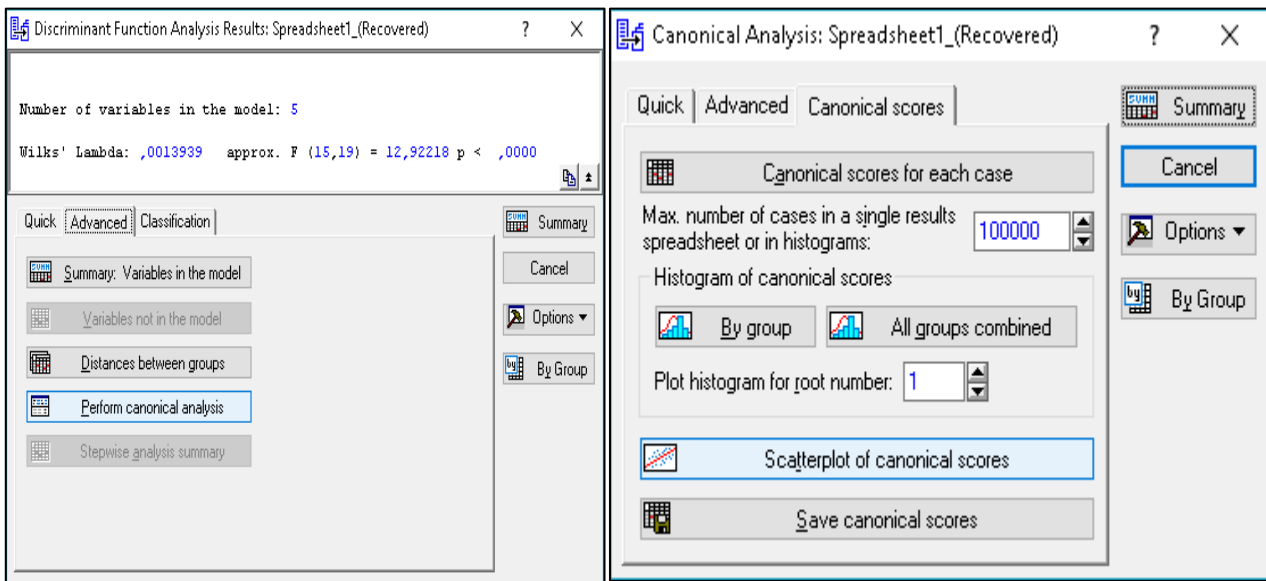 Discriminant Function Analysis Results: Spreadsheet1_(Recovered) ? X
Number of variables in the model: 5
Wilks' Lambda: ,0013939 approx. F (15,19) = 12,92218 p < ,0000
Quick Advanced Classification
SUMM Summary: Variables in the model
Variables not in the model
Distances between groups
Perform canonical analysis
Stepwise analysis summary
SUMM Summary
Cancel
Options
by By Group
Canonical Analysis: Spreadsheet1_(Recovered) ? X
Quick Advanced Canonical scores
Canonical scores for each case
Max. number of cases in a single results
spreadsheet or in histograms: 100000
Histogram of canonical scores
By group All groups combined
Plot histogram for root number: 1
Scatterplot of canonical scores
Save canonical scores
SUMM Summary
Cancel
Options
by By Group